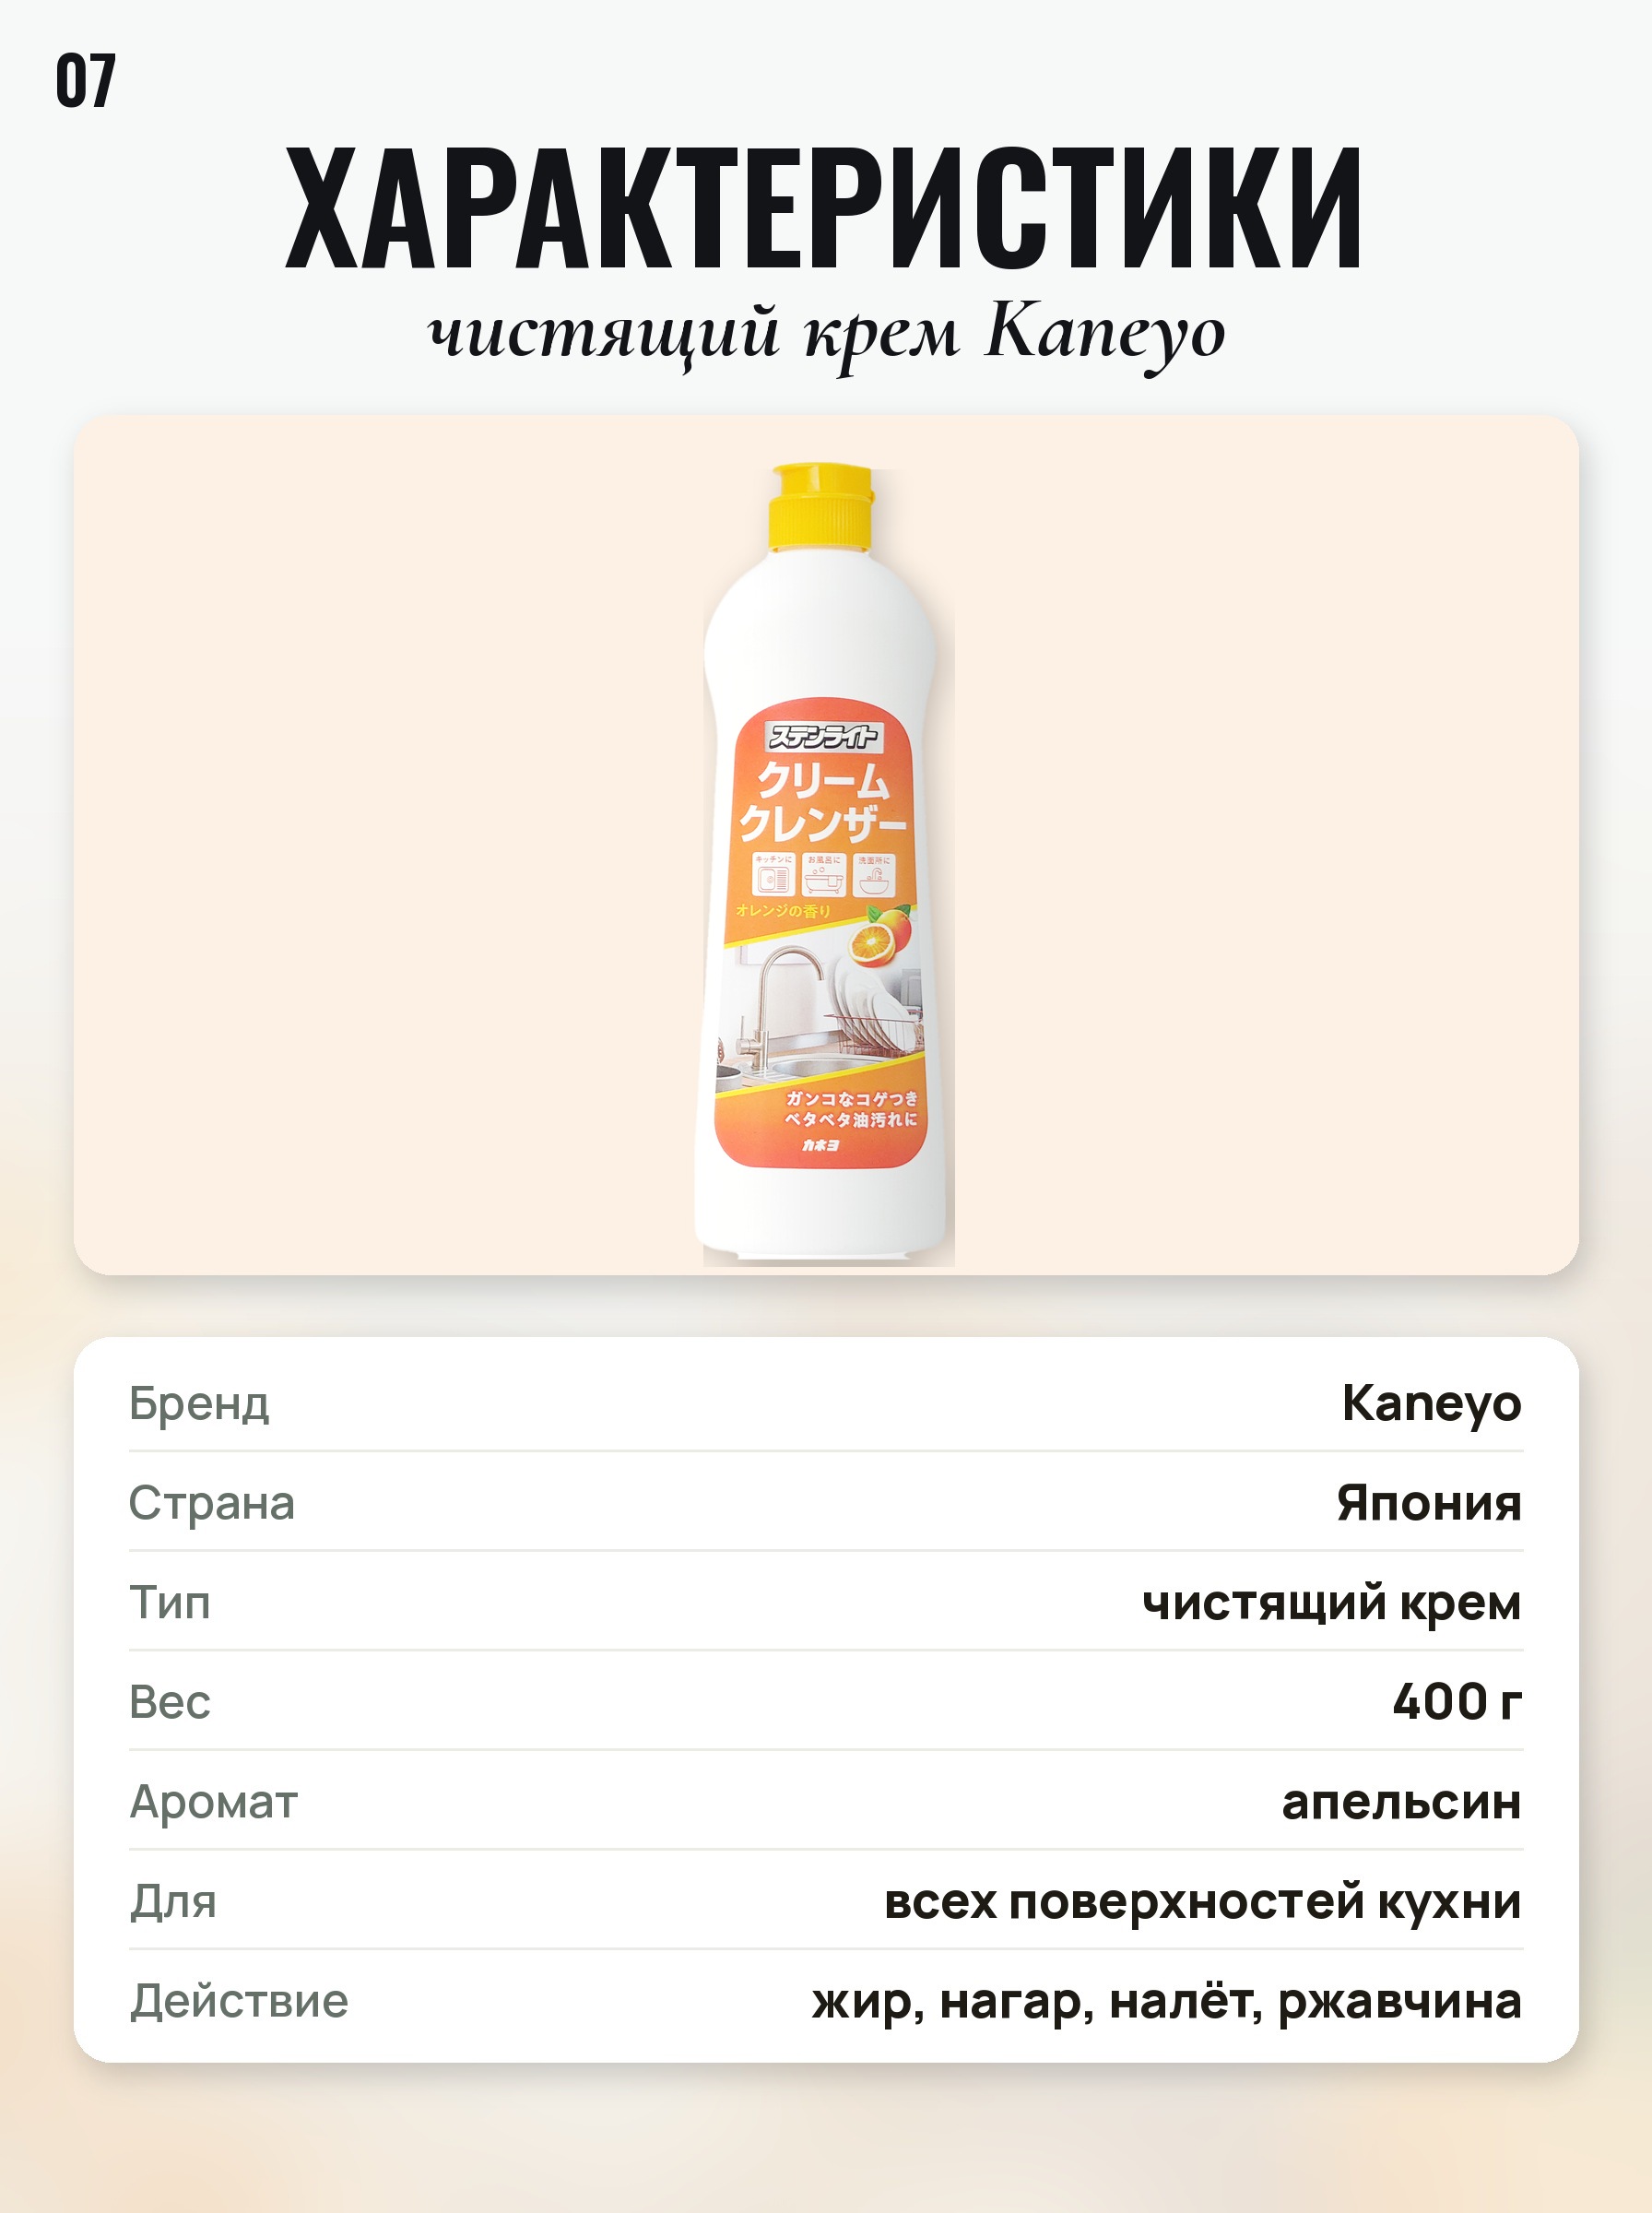 07
ХАРАКТЕРИСТИКИ
чистящий крем Kaneyo
ステンライト
クリーム
クレンザー
キッチンに お風呂に 洗面所に
オレンジの香り
ガンコなコゲつき
ベタベタ油汚れに
カネヨ
Бренд Kaneyo
Страна Япония
Тип чистящий крем
Вес 400 г
Аромат апельсин
Для всех поверхностей кухни
Действие жир, нагар, налёт, ржавчина